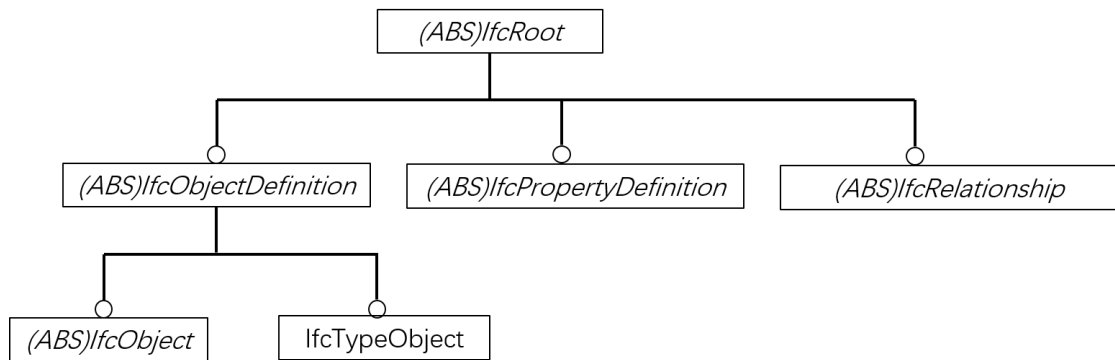 (ABS)IfcRoot
(ABS)IfcObjectDefinition
(ABS)IfcPropertyDefinition
(ABS)IfcRelationship
(ABS)IfcObject
IfcTypeObject